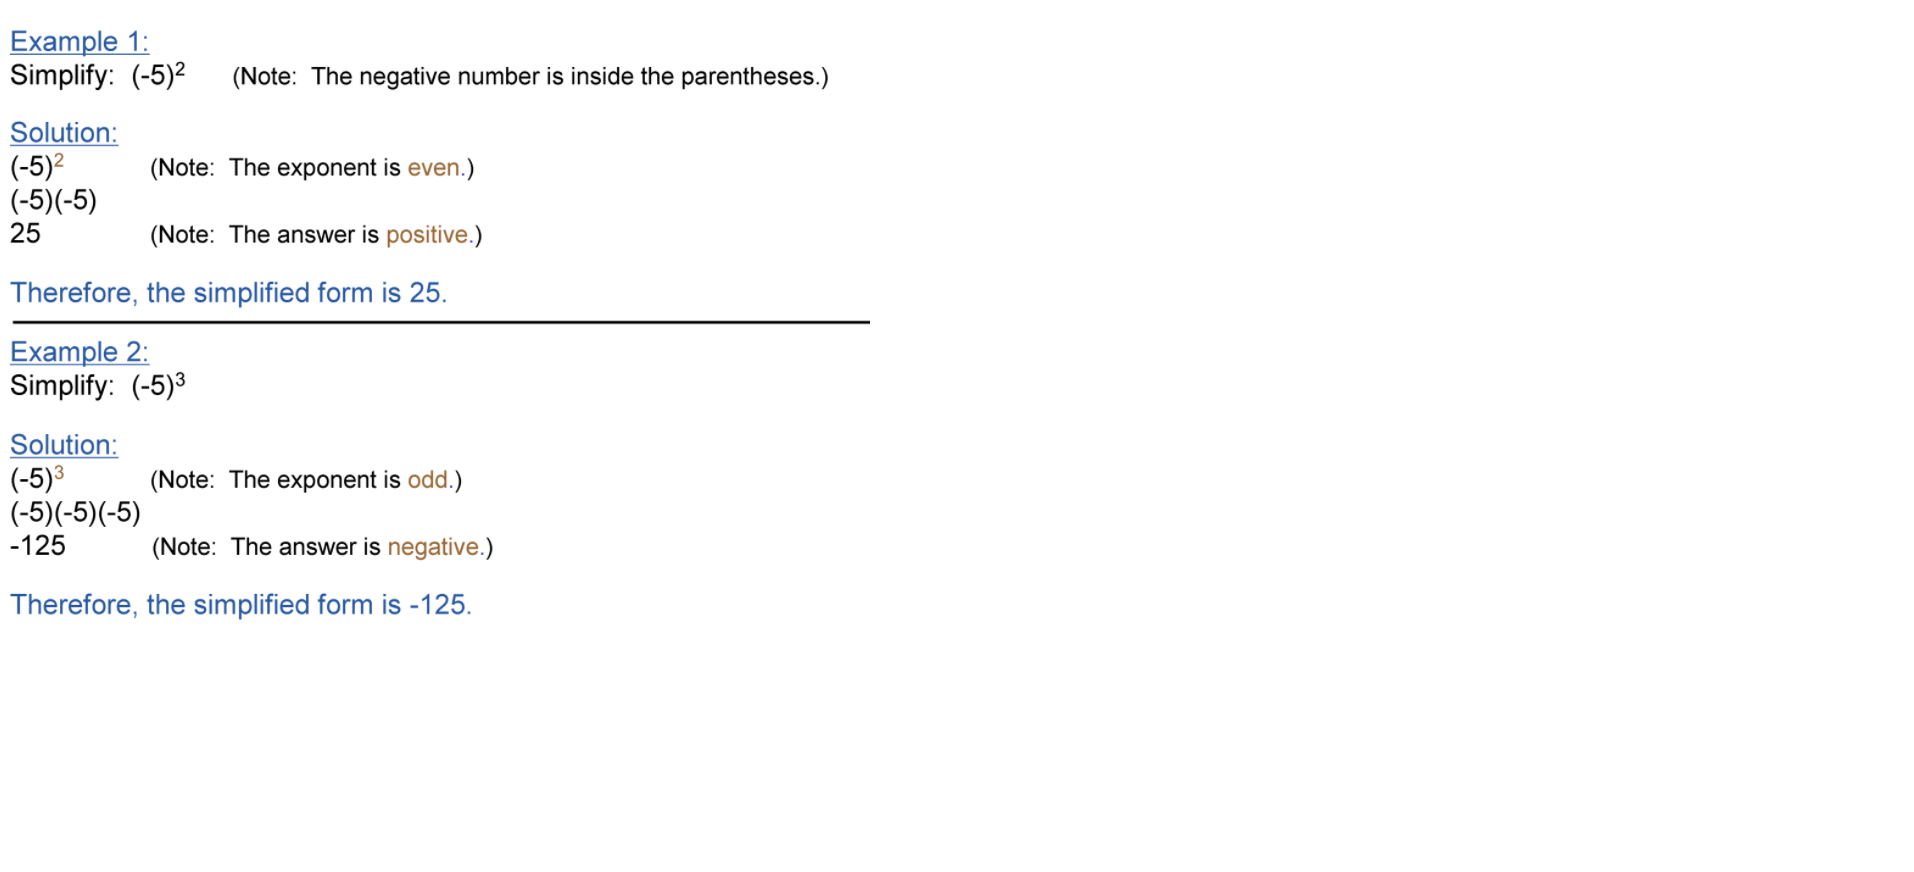 Example 1:
Simplify: (-5)² (Note: The negative number is inside the parentheses.)
Solution:
(-5)² (Note: The exponent is even.)
(-5)(-5)
25 (Note: The answer is positive.)
Therefore, the simplified form is 25.
Example 2:
Simplify: (-5)³
Solution:
(-5)³ (Note: The exponent is odd.)
(-5)(-5)(-5)
-125 (Note: The answer is negative.)
Therefore, the simplified form is -125.